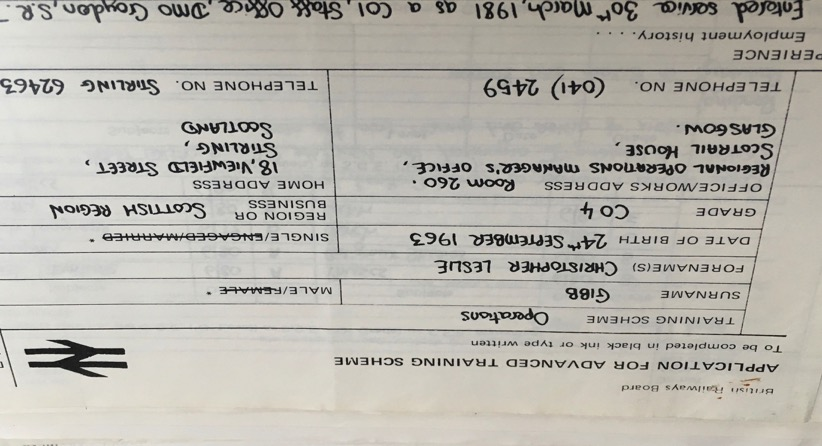 British Railways Board
APPLICATION FOR ADVANCED TRAINING SCHEME
To be completed in black ink or type written
TRAINING SCHEME Operations
SURNAME GIBB MALE/FEMALE *
FORENAME(S) CHRISTOPHER LESLIE
DATE OF BIRTH 24TH SEPTEMBER 1963 SINGLE/ENGAGED/MARRIED *
GRADE CO4 REGION OR BUSINESS SCOTTISH REGION
OFFICE/WORKS ADDRESS ROOM 260. HOME ADDRESS
REGIONAL OPERATIONS MANAGER'S OFFICE, 18, VIEWFIELD STREET,
SCOTRAIL HOUSE, STIRLING,
GLASGOW. SCOTLAND
TELEPHONE NO. (041) 2459 TELEPHONE NO. STIRLING 62463
PERIENCE
Employment history. . . .
Entered service 30th March, 1981 as a CO1, Staff Office, DMO Croydon, S.R.